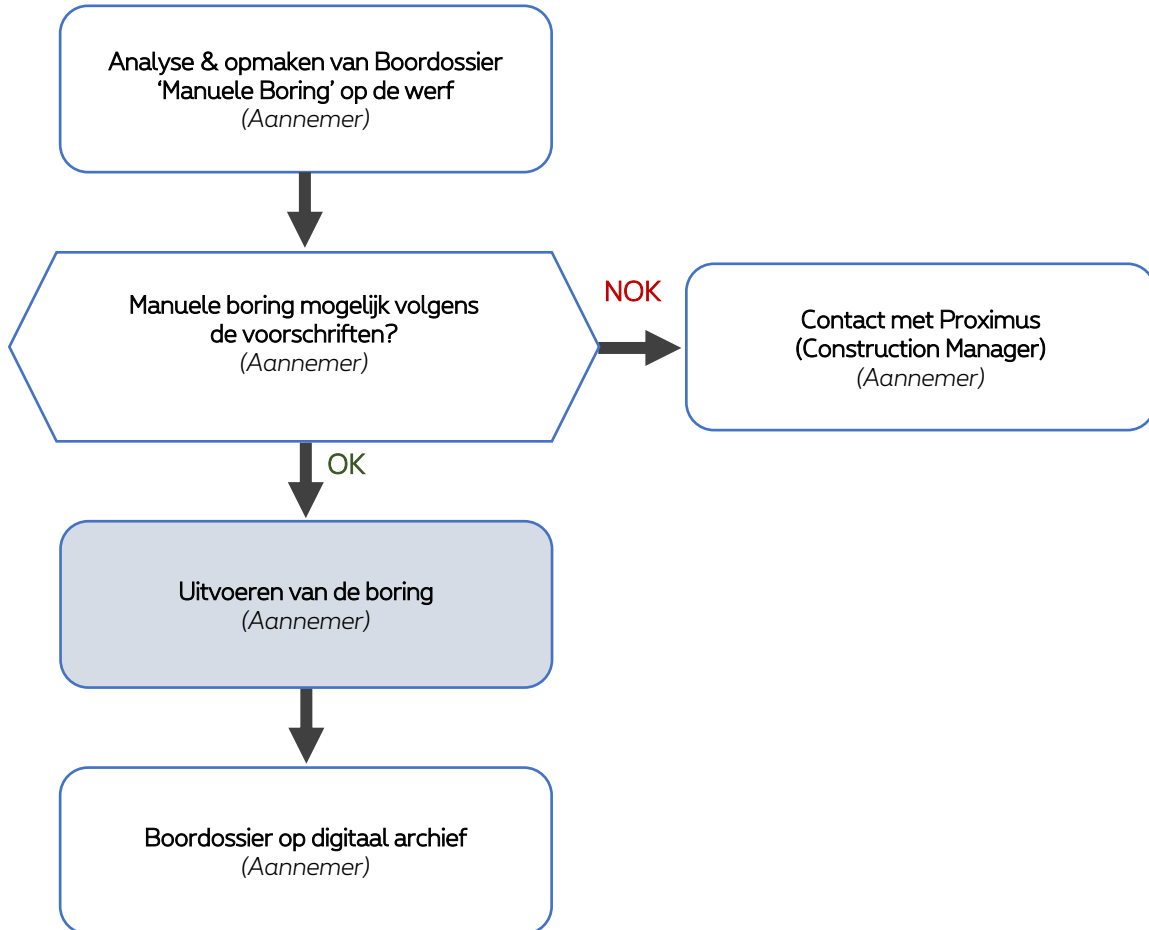 Analyse & opmaken van Boordossier
‘Manuele Boring’ op de werf
(Aannemer)
Manuele boring mogelijk volgens
de voorschriften?
(Aannemer)
NOK
Contact met Proximus
(Construction Manager)
(Aannemer)
OK
Uitvoeren van de boring
(Aannemer)
Boordossier op digitaal archief
(Aannemer)